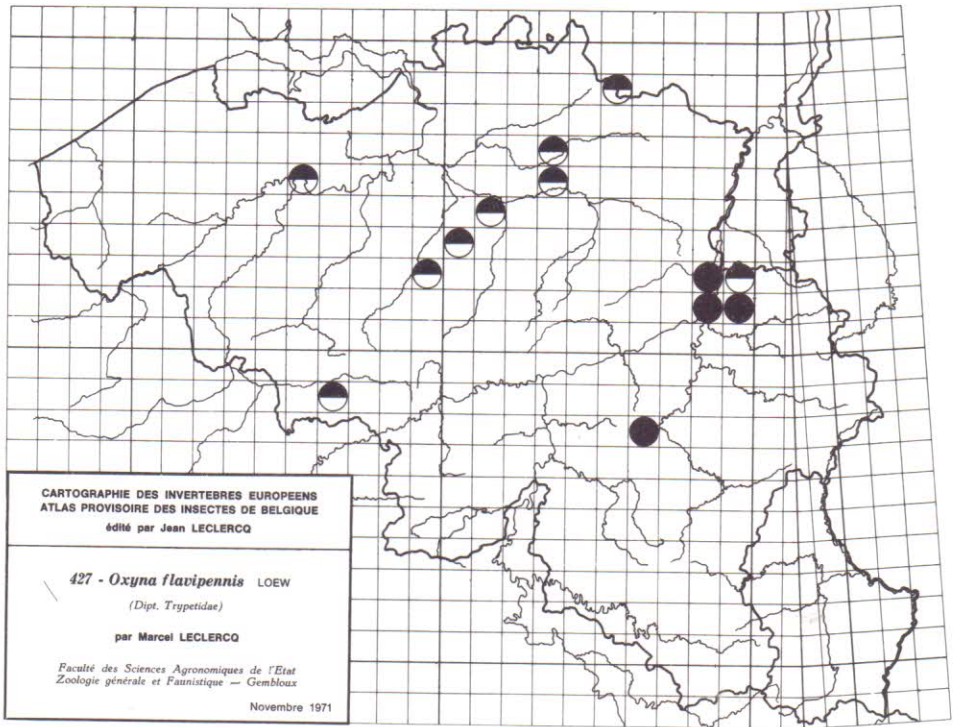 CARTOGRAPHIE DES INVERTEBRES EUROPEENS
ATLAS PROVISOIRE DES INSECTES DE BELGIQUE
édité par Jean LECLERCQ
427 - Oxyna flavipennis LOEW
(Dipt. Trypetidae)
par Marcel LECLERCQ
Faculté des Sciences Agronomiques de l'Etat
Zoologie générale et Faunistique — Gembloux
Novembre 1971